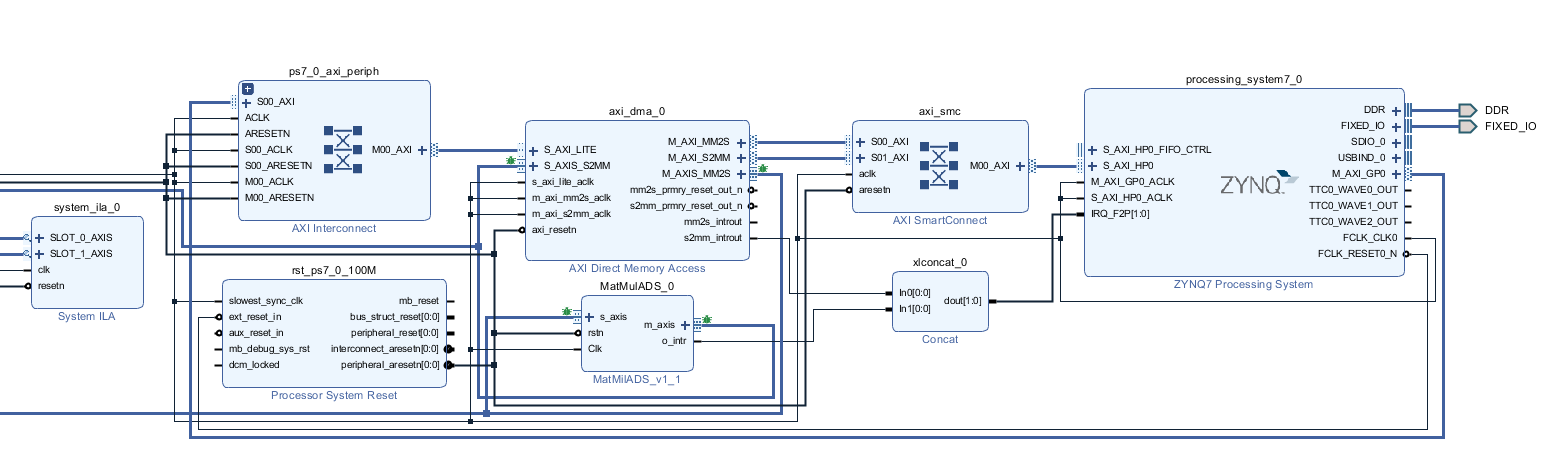 ps7_0_axi_periph
S00_AXI
ACLK
ARESETN
S00_ACLK
S00_ARESETN
M00_ACLK
M00_ARESETN
M00_AXI
AXI Interconnect
system_ila_0
SLOT_0_AXIS
SLOT_1_AXIS
clk
resetn
System ILA
rst_ps7_0_100M
slowest_sync_clk
ext_reset_in
aux_reset_in
mb_debug_sys_rst
dcm_locked
mb_reset
bus_struct_reset[0:0]
peripheral_reset[0:0]
interconnect_aresetn[0:0]
peripheral_aresetn[0:0]
Processor System Reset
axi_dma_0
S_AXI_LITE
S_AXIS_S2MM
s_axi_lite_aclk
m_axi_mm2s_aclk
m_axi_s2mm_aclk
axi_resetn
M_AXI_MM2S
M_AXI_S2MM
M_AXIS_MM2S
mm2s_prmry_reset_out_n
s2mm_prmry_reset_out_n
mm2s_introut
s2mm_introut
AXI Direct Memory Access
MatMulADS_0
s_axis
rstn
Clk
m_axis
o_intr
MatMilADS_v1_1
axi_smc
S00_AXI
S01_AXI
aclk
aresetn
M00_AXI
AXI SmartConnect
xlconcat_0
In0[0:0]
In1[0:0]
dout[1:0]
Concat
processing_system7_0
S_AXI_HP0_FIFO_CTRL
S_AXI_HP0
M_AXI_GP0_ACLK
S_AXI_HP0_ACLK
IRQ_F2P[1:0]
ZYNQ
DDR
FIXED_IO
SDIO_0
USBIND_0
M_AXI_GP0
TTC0_WAVE0_OUT
TTC0_WAVE1_OUT
TTC0_WAVE2_OUT
FCLK_CLK0
FCLK_RESET0_N
ZYNQ7 Processing System
DDR
FIXED_IO